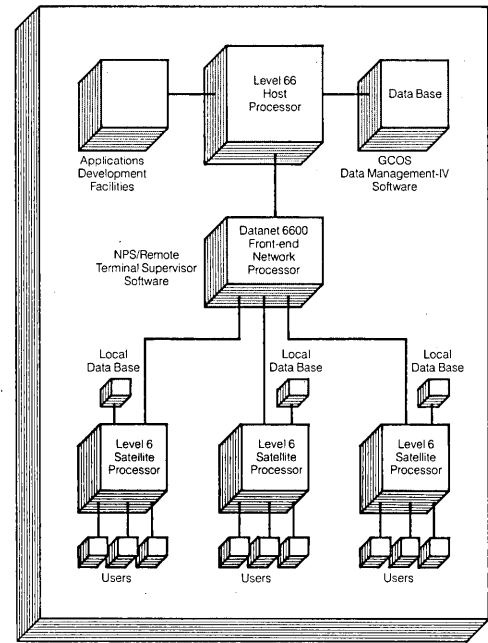 Level 66
Host
Processor
Data Base
Applications
Development
Facilities
GCOS
Data Management-IV
Software
Datanet 6600
Front-end
Network
Processor
NPS/Remote
Terminal Supervisor
Software
Local
Data Base
Local
Data Base
Local
Data Base
Level 6
Satellite
Processor
Level 6
Satellite
Processor
Level 6
Satellite
Processor
Users
Users
Users